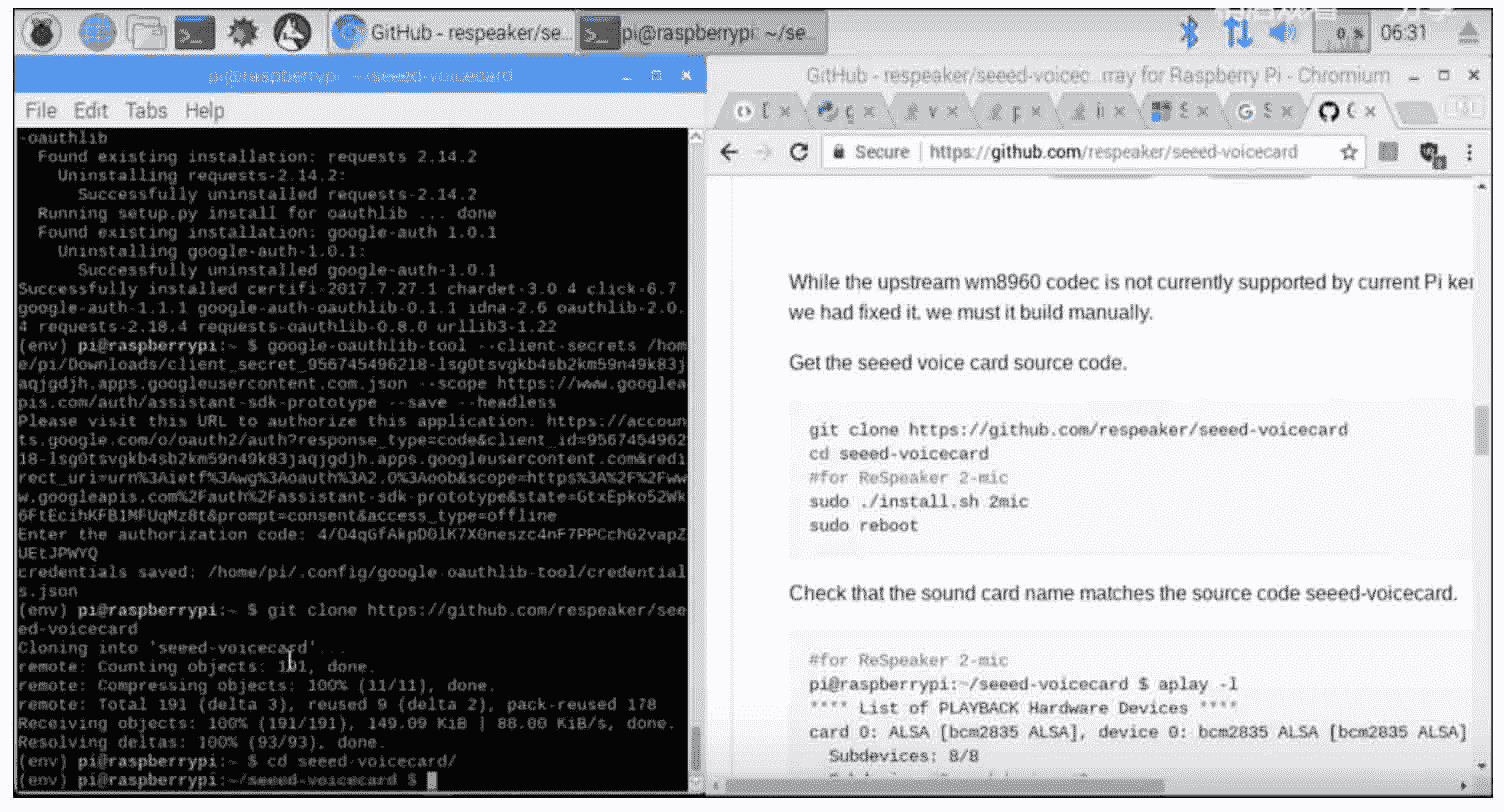 GitHub - respeaker/se...
pi@raspberrypi: ~/se...
0 %
06:31
pi@raspberrypi: ~/seeed-voicecard
File Edit Tabs Help
-oauthlib
Found existing installation: requests 2.14.2
Uninstalling requests-2.14.2:
Successfully uninstalled requests-2.14.2
Running setup.py install for oauthlib ... done
Found existing installation: google-auth 1.0.1
Uninstalling google-auth-1.0.1:
Successfully uninstalled google-auth-1.0.1
Successfully installed certifi-2017.7.27.1 chardet-3.0.4 click-6.7
google-auth-1.1.1 google-auth-oauthlib-0.1.1 idna-2.6 oauthlib-2.0.
4 requests-2.18.4 requests-oauthlib-0.8.0 urllib3-1.22
(env) pi@raspberrypi:~ $ google-oauthlib-tool --client-secrets /hom
e/pi/Downloads/client_secret_956745496218-lsg0tsvgkb4sb2km59n49k83j
aqjgdjh.apps.googleusercontent.com.json --scope https://www.googlea
pis.com/auth/assistant-sdk-prototype --save --headless
Please visit this URL to authorize this application: https://accoun
ts.google.com/o/oauth2/auth?response_type=code&client_id=9567454962
18-lsg0tsvgkb4sb2km59n49k83jaqjgdjh.apps.googleusercontent.com&redi
rect_uri=urn%3Aietf%3Awg%3Aoauth%3A2.0%3Aoob&scope=https%3A%2F%2Fww
w.googleapis.com%2Fauth%2Fassistant-sdk-prototype&state=GtxEpko52Wk
6FtEcihKFB1MFUqMz8t&prompt=consent&access_type=offline
Enter the authorization code: 4/O4qGfAkpD0lK7X0neszc4nF7PPCchG2vapZ
UEtJPWYQ
credentials saved: /home/pi/.config/google-oauthlib-tool/credential
s.json
(env) pi@raspberrypi:~ $ git clone https://github.com/respeaker/see
ed-voicecard
Cloning into 'seeed-voicecard'...
remote: Counting objects: 191, done.
remote: Compressing objects: 100% (11/11), done.
remote: Total 191 (delta 3), reused 9 (delta 2), pack-reused 178
Receiving objects: 100% (191/191), 149.09 KiB | 88.00 KiB/s, done.
Resolving deltas: 100% (93/93), done.
(env) pi@raspberrypi:~ $ cd seeed-voicecard/
(env) pi@raspberrypi:~/seeed-voicecard $
GitHub - respeaker/seeed-voicec...rray for Raspberry Pi - Chromium
Secure | https://github.com/respeaker/seeed-voicecard
While the upstream wm8960 codec is not currently supported by current Pi ker
we had fixed it. we must it build manually.
Get the seeed voice card source code.
git clone https://github.com/respeaker/seeed-voicecard
cd seeed-voicecard
#for ReSpeaker 2-mic
sudo ./install.sh 2mic
sudo reboot
Check that the sound card name matches the source code seeed-voicecard.
#for ReSpeaker 2-mic
pi@raspberrypi:~/seeed-voicecard $ aplay -l
**** List of PLAYBACK Hardware Devices ****
card 0: ALSA [bcm2835 ALSA], device 0: bcm2835 ALSA [bcm2835 ALSA]
Subdevices: 8/8